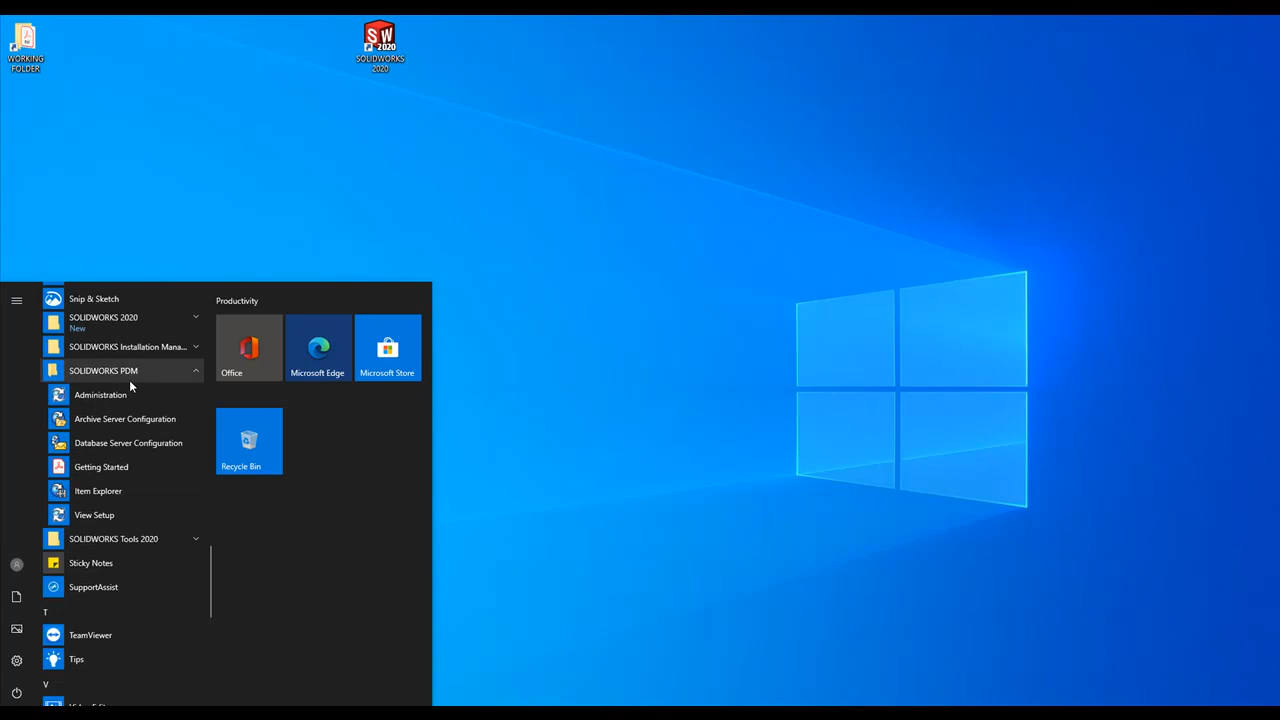 WORKING
FOLDER
SW
2020
SOLIDWORKS
2020
Snip & Sketch
SOLIDWORKS 2020
New
SOLIDWORKS Installation Mana...
SOLIDWORKS PDM
Administration
Archive Server Configuration
Database Server Configuration
Getting Started
Item Explorer
View Setup
SOLIDWORKS Tools 2020
Sticky Notes
SupportAssist
T
TeamViewer
Tips
V
Productivity
Office
Microsoft Edge
Microsoft Store
Recycle Bin